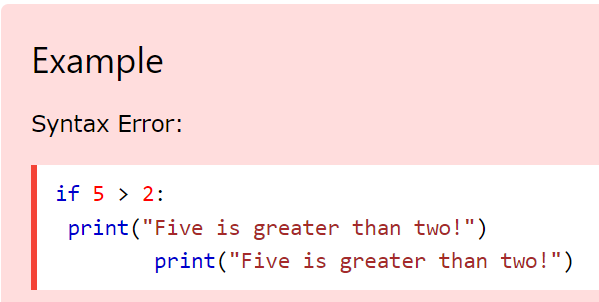 Example
Syntax Error:
if 5 > 2:
 print("Five is greater than two!")
        print("Five is greater than two!")